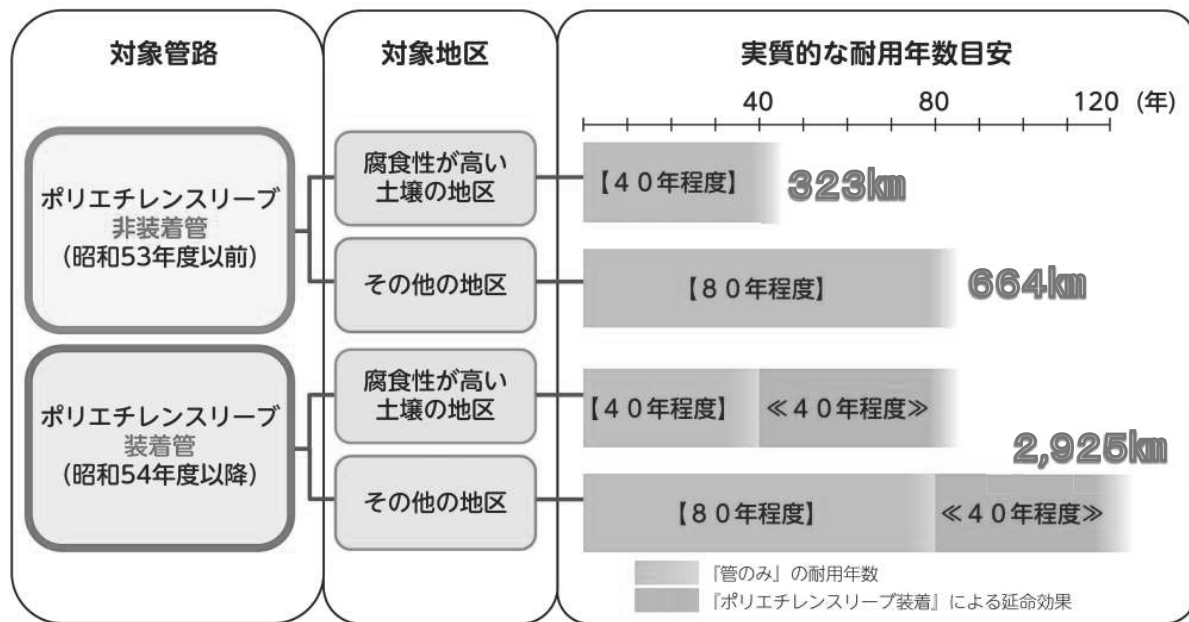 対象管路
対象地区
実質的な耐用年数目安
40 80 120 (年)
ポリエチレンスリーブ
非装着管
(昭和53年度以前)
腐食性が高い
土壌の地区
【40年程度】 323km
その他の地区
【80年程度】 664km
ポリエチレンスリーブ
装着管
(昭和54年度以降)
腐食性が高い
土壌の地区
【40年程度】 ≪40年程度≫
2,925km
その他の地区
【80年程度】 ≪40年程度≫
『管のみ』の耐用年数
『ポリエチレンスリーブ装着』による延命効果